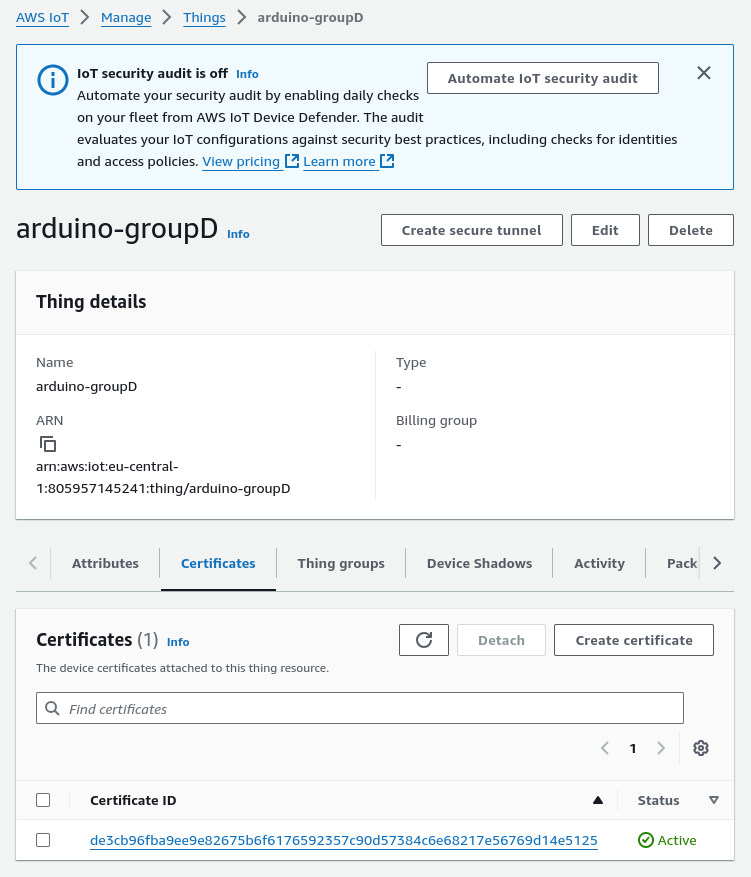 AWS IoT > Manage > Things > arduino-groupD
IoT security audit is off Info
Automate IoT security audit
Automate your security audit by enabling daily checks
on your fleet from AWS IoT Device Defender. The audit
evaluates your IoT configurations against security best practices, including checks for identities
and access policies. View pricing Learn more
arduino-groupD Info
Create secure tunnel
Edit
Delete
Thing details
Name
arduino-groupD
ARN
arn:aws:iot:eu-central-
1:805957145241:thing/arduino-groupD
Type
-
Billing group
-
Attributes
Certificates
Thing groups
Device Shadows
Activity
Pack
Certificates (1) Info
Detach
Create certificate
The device certificates attached to this thing resource.
Find certificates
1
Certificate ID
Status
de3cb96fba9ee9e82675b6f6176592357c90d57384c6e68217e56769d14e5125
Active